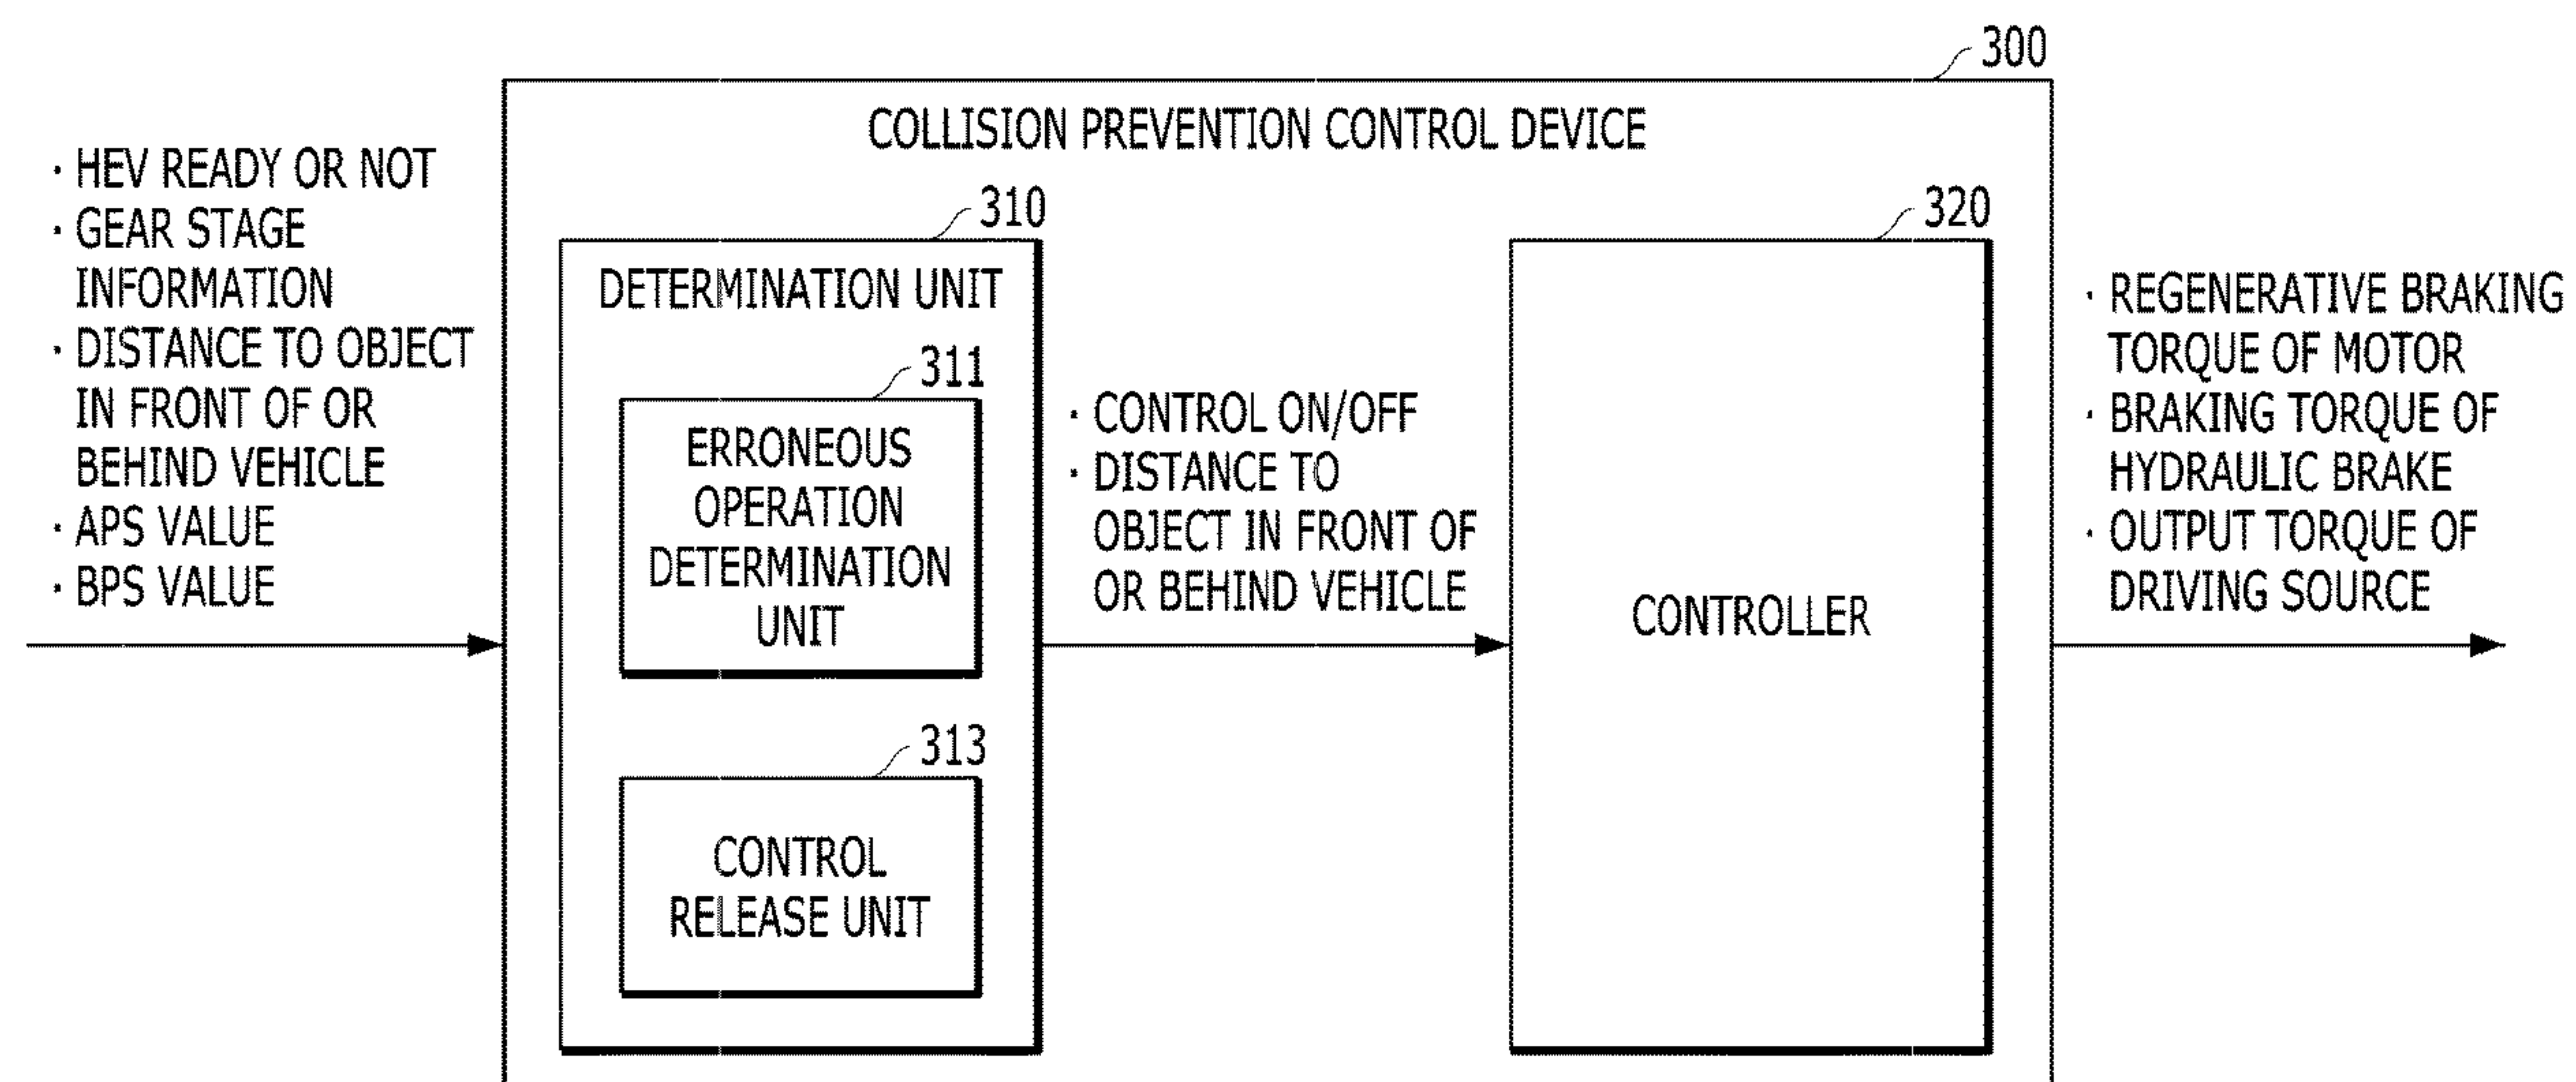 300
COLLISION PREVENTION CONTROL DEVICE
· HEV READY OR NOT
· GEAR STAGE
INFORMATION
· DISTANCE TO OBJECT
IN FRONT OF OR
BEHIND VEHICLE
· APS VALUE
· BPS VALUE
310
DETERMINATION UNIT
311
ERRONEOUS
OPERATION
DETERMINATION
UNIT
313
CONTROL
RELEASE UNIT
· CONTROL ON/OFF
· DISTANCE TO
OBJECT IN FRONT OF
OR BEHIND VEHICLE
320
CONTROLLER
· REGENERATIVE BRAKING
TORQUE OF MOTOR
· BRAKING TORQUE OF
HYDRAULIC BRAKE
· OUTPUT TORQUE OF
DRIVING SOURCE